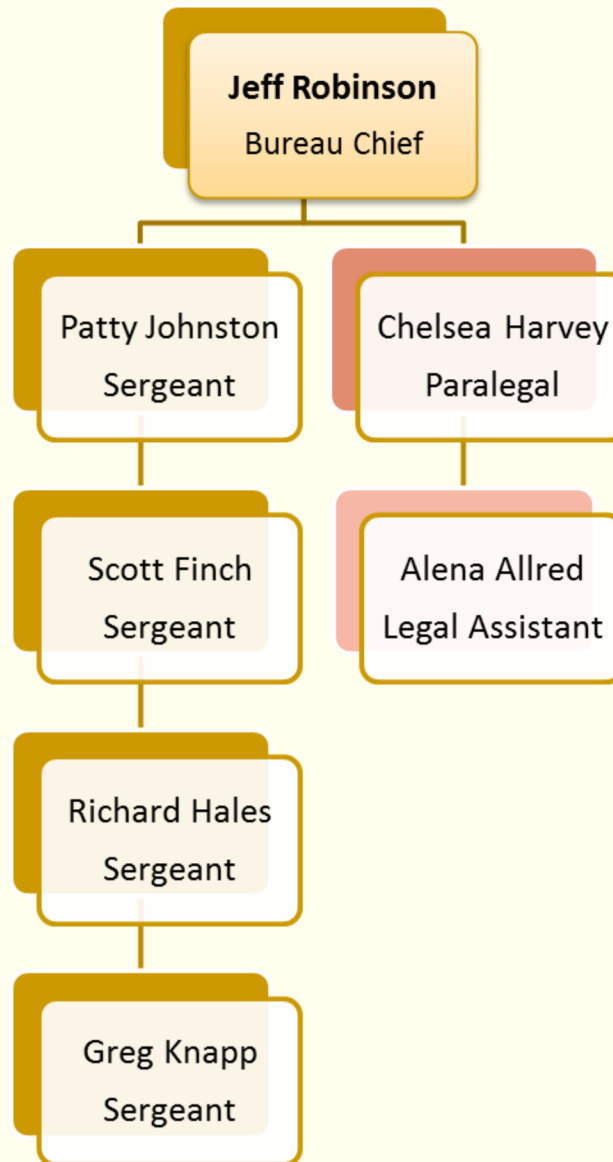 Jeff Robinson
Bureau Chief
Patty Johnston
Sergeant
Chelsea Harvey
Paralegal
Scott Finch
Sergeant
Alena Allred
Legal Assistant
Richard Hales
Sergeant
Greg Knapp
Sergeant